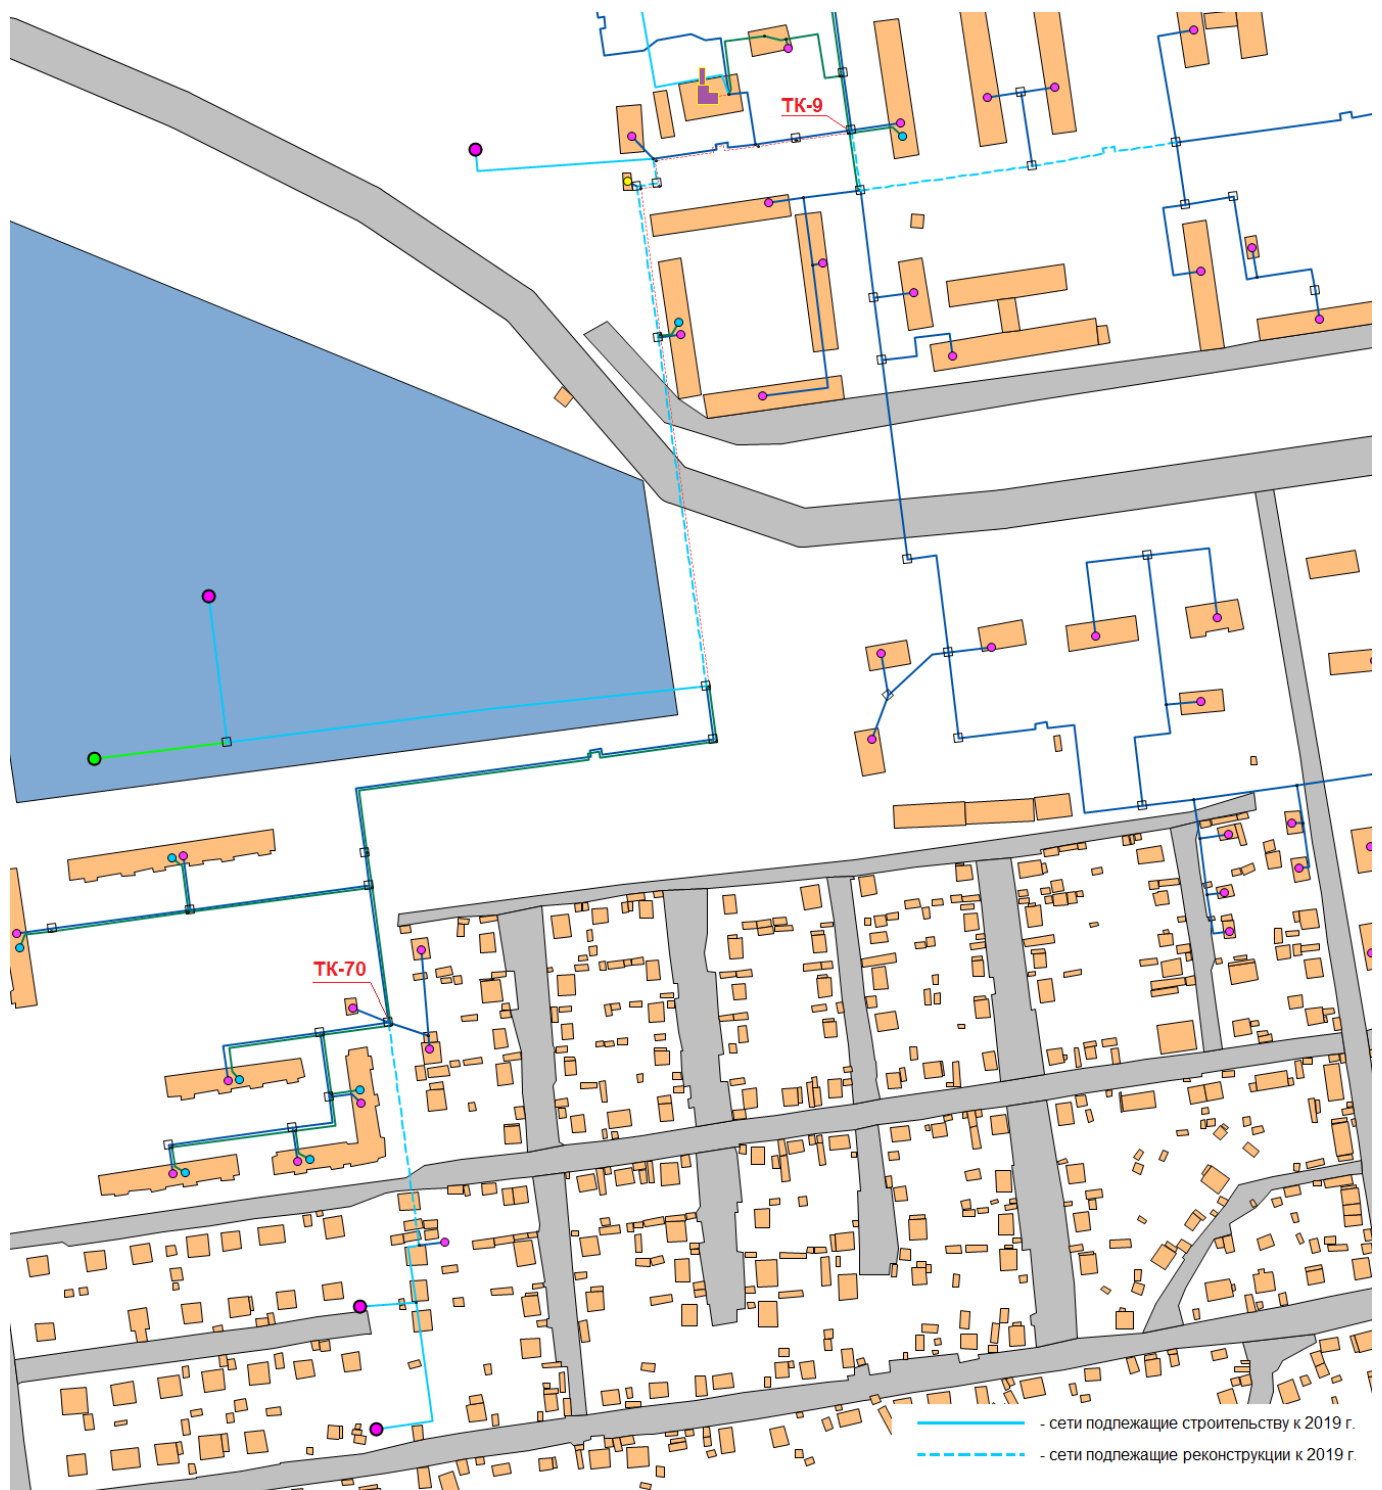 ТК-9
ТК-70
- сети подлежащие строительству к 2019 г.
- сети подлежащие реконструкции к 2019 г.